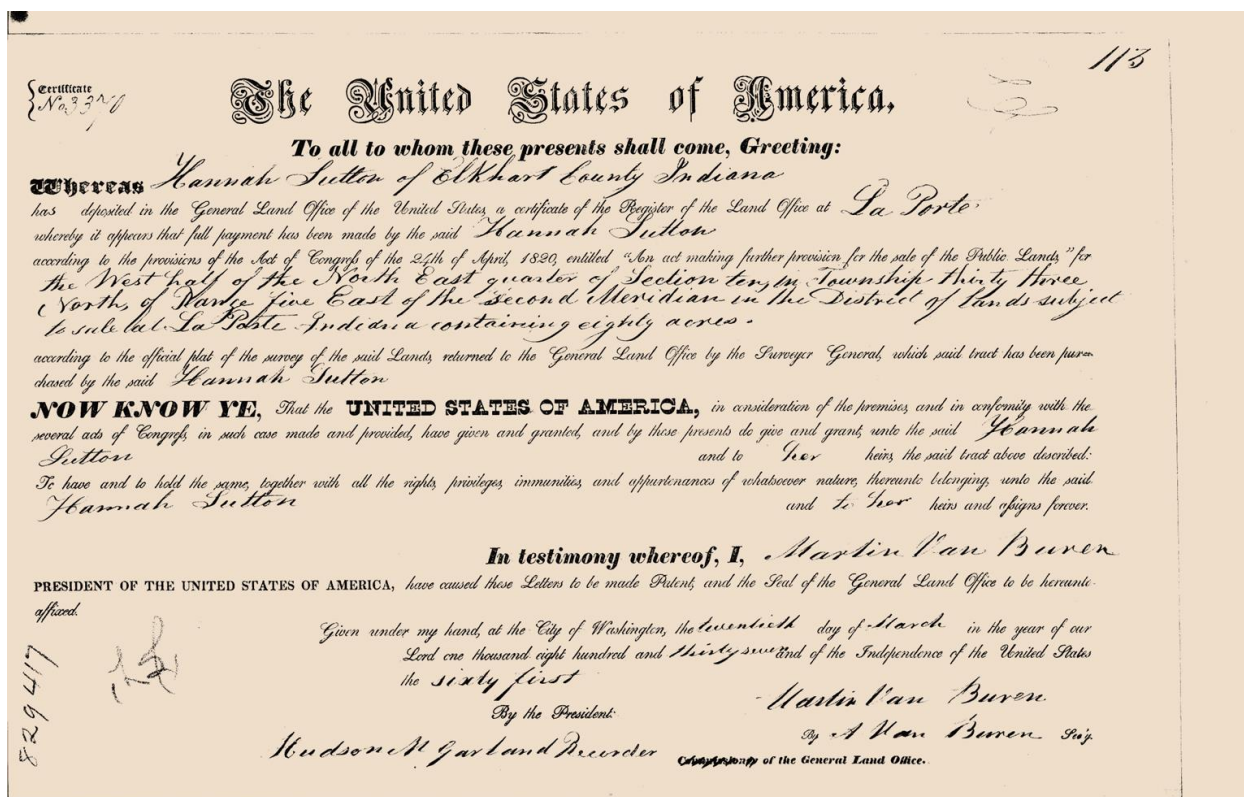 113
Certificate
No. 3370
The United States of America,
To all to whom these presents shall come, Greeting:
Whereas Hannah Sutton of Elkhart County Indiana
has deposited in the General Land Office of the United States, a certificate of the Register of the Land Office at La Porte
whereby it appears that full payment has been made by the said Hannah Sutton
according to the provisions of the Act of Congress of the 24th of April, 1820, entitled "An act making further provision for the sale of the Public Lands," for
the West half of the North East quarter of Section ten, in Township thirty three
North, of Range five East of the second Meridian in the District of Lands subject
to sale at La Porte Indiana containing eighty acres.
according to the official plat of the survey of the said Lands, returned to the General Land Office by the Surveyor General, which said tract has been pur-
chased by the said Hannah Sutton
NOW KNOW YE, That the UNITED STATES OF AMERICA, in consideration of the premises, and in conformity with the
several acts of Congress, in such case made and provided, have given and granted, and by these presents do give and grant, unto the said Hannah
Sutton and to her heirs, the said tract above described:
To have and to hold the same, together with all the rights, privileges, immunities, and appurtenances of whatsoever nature, thereunto belonging, unto the said
Hannah Sutton and to her heirs and assigns forever.
In testimony whereof, I, Martin Van Buren
PRESIDENT OF THE UNITED STATES OF AMERICA, have caused these Letters to be made Patent, and the Seal of the General Land Office to be hereunto
affixed.
Given under my hand, at the City of Washington, the twentieth day of March in the year of our
Lord one thousand eight hundred and thirty seven and of the Independence of the United States
the sixty first
By the President: Martin Van Buren
By A Van Buren Sec'y.
Hudson M Garland Recorder of the General Land Office.
82947